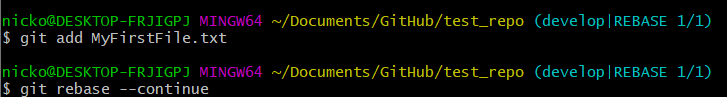 nicko@DESKTOP-FRJIGPJ MINGW64 ~/Documents/GitHub/test_repo (develop|REBASE 1/1)
$ git add MyFirstFile.txt
nicko@DESKTOP-FRJIGPJ MINGW64 ~/Documents/GitHub/test_repo (develop|REBASE 1/1)
$ git rebase --continue